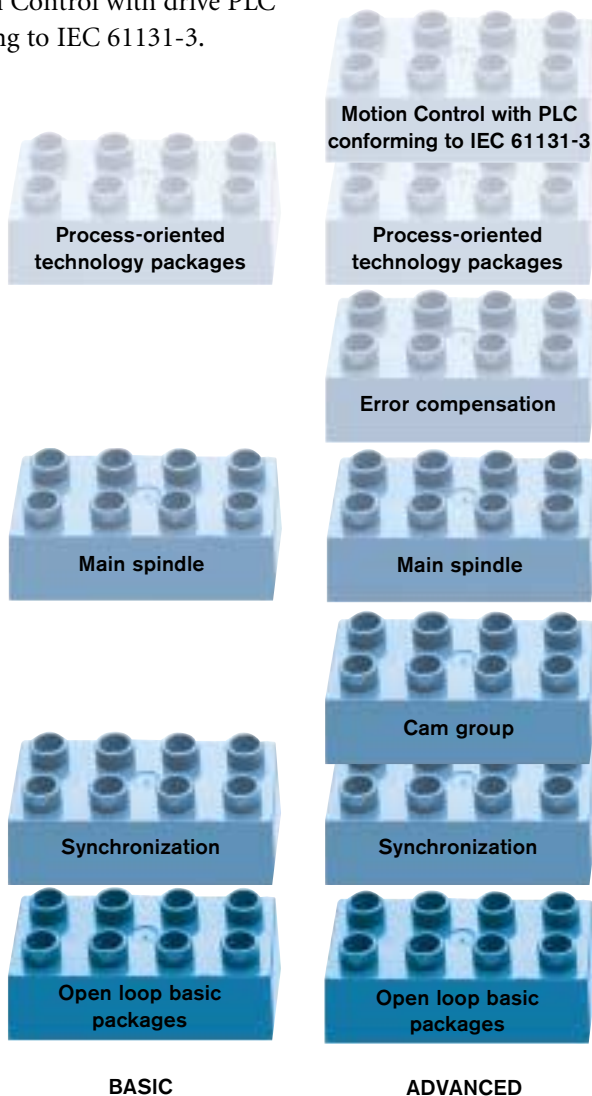 Control with drive PLC
ng to IEC 61131-3.
Motion Control with PLC
conforming to IEC 61131-3
Process-oriented
technology packages
Process-oriented
technology packages
Error compensation
Main spindle
Main spindle
Cam group
Synchronization
Synchronization
Open loop basic
packages
Open loop basic
packages
BASIC
ADVANCED